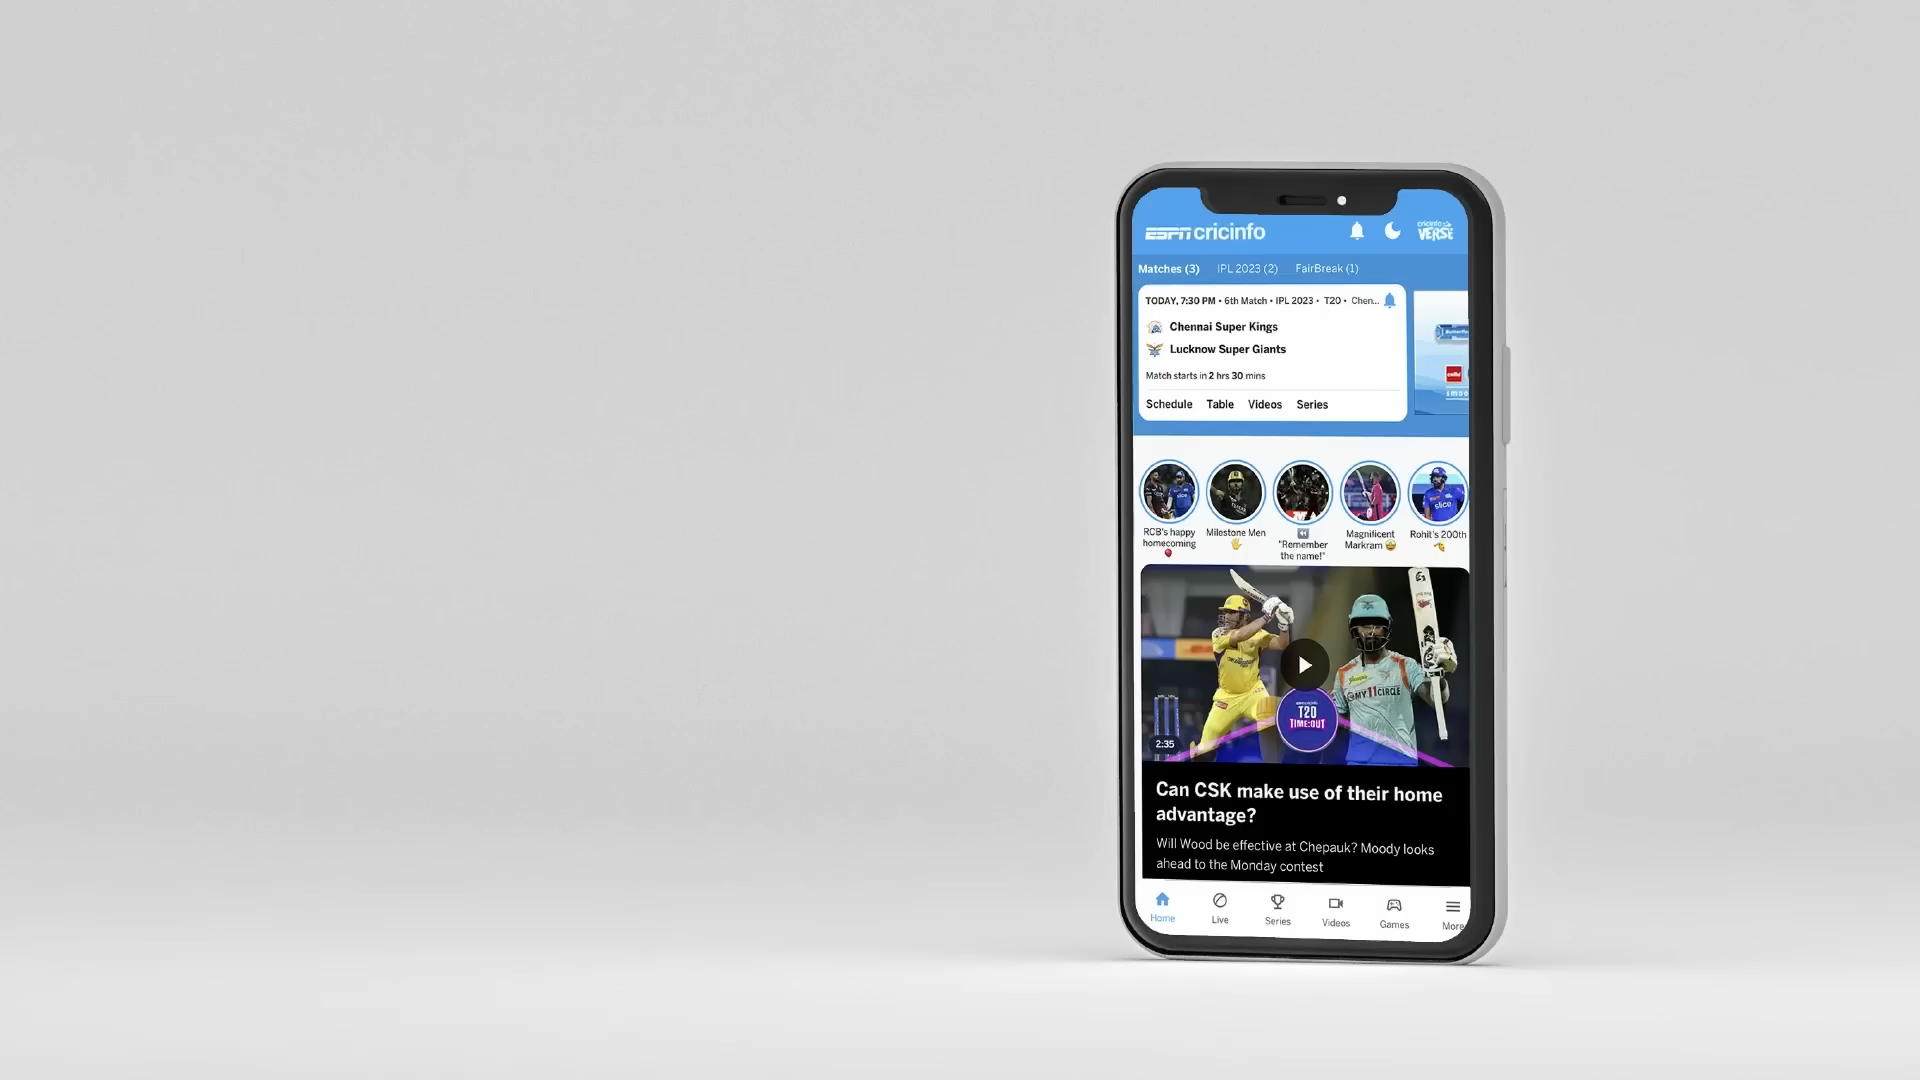 ESPN cricinfo
cricinfo
VERSE
Matches (3) IPL 2023 (2) FairBreak (1)
TODAY, 7:30 PM • 6th Match • IPL 2023 • T20 • Chen...
Chennai Super Kings
Lucknow Super Giants
Match starts in 2 hrs 30 mins
Schedule Table Videos Series
RCB's happy
homecoming
Milestone Men
"Remember
the name!"
Magnificent
Markram
Rohit's 200th
slice
MY11CIRCLE
T20
TIME:OUT
2:35
Can CSK make use of their home
advantage?
Will Wood be effective at Chepauk? Moody looks
ahead to the Monday contest
Home Live Series Videos Games More